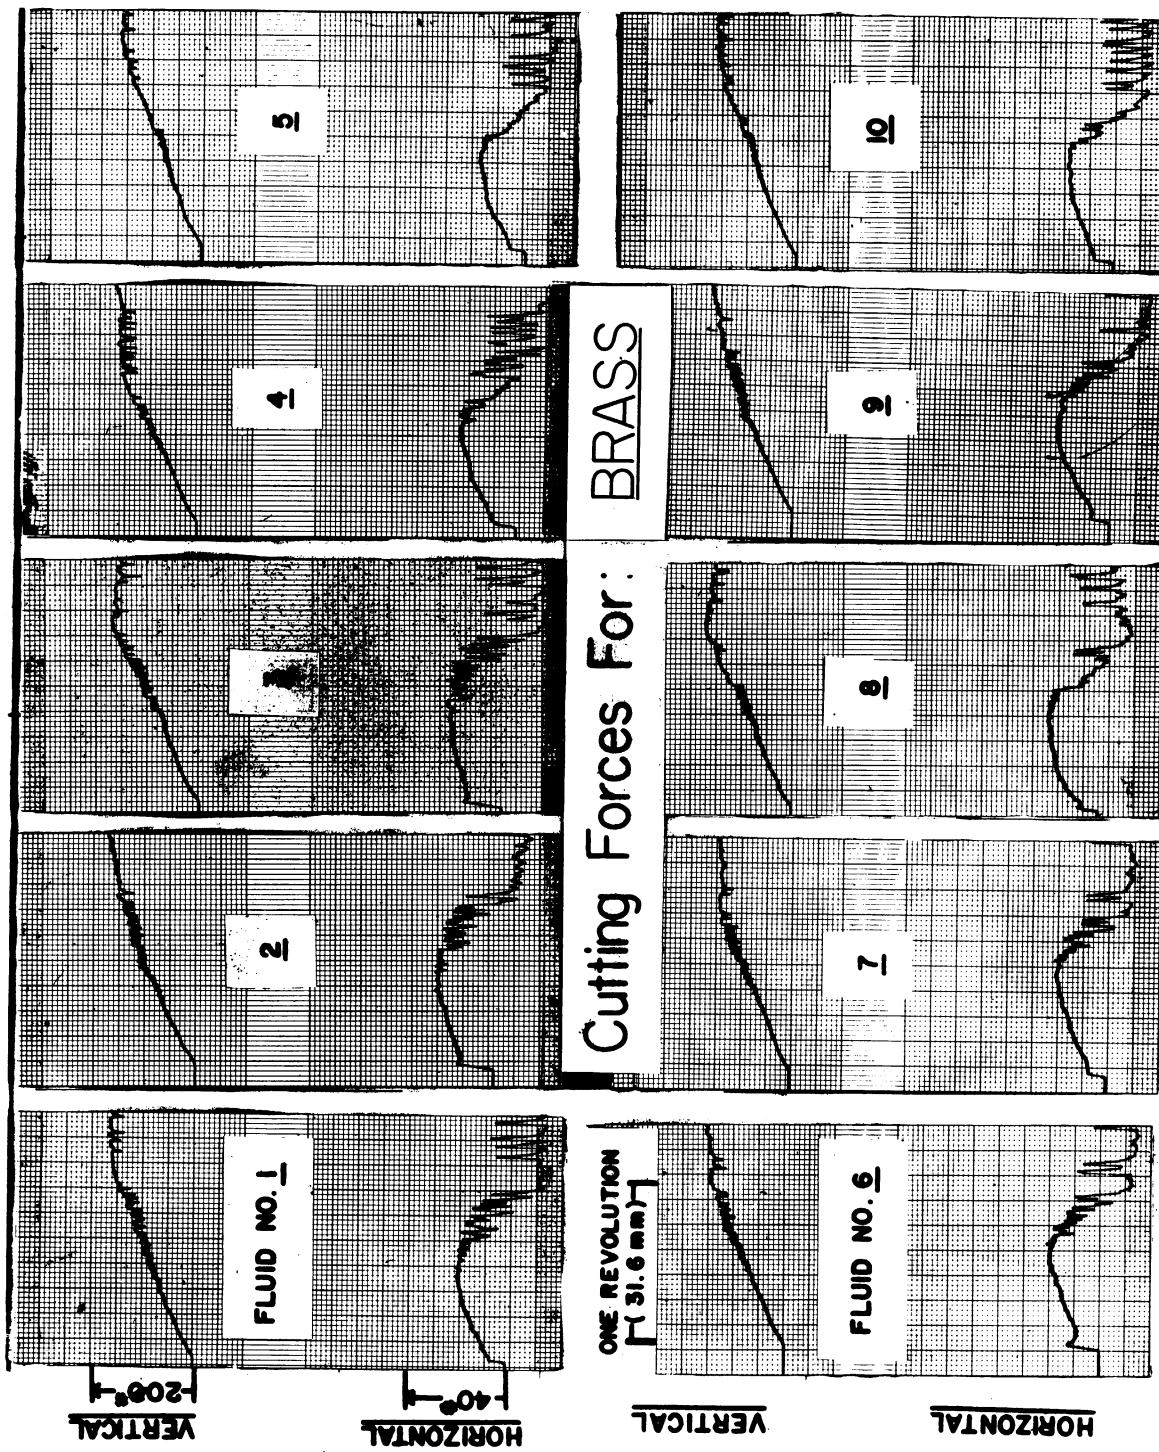 5
10
4
9
BRASS
3
8
Cutting Forces For:
2
7
FLUID NO. 1
ONE REVOLUTION
(31.6 mm)
FLUID NO. 6
200#
VERTICAL
40#
HORIZONTAL
VERTICAL
HORIZONTAL